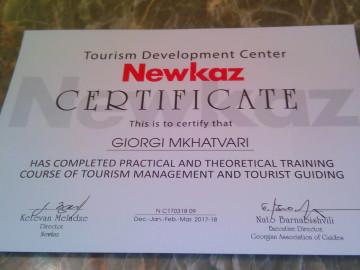 Tourism Development Center
Newkaz
CERTIFICATE
This is to certify that
GIORGI MKHATVARI
HAS COMPLETED PRACTICAL AND THEORETICAL TRAINING
COURSE OF TOURISM MANAGEMENT AND TOURIST GUIDING
Ketevan Meladze
Director
Newkaz
N C170318 09
Dec.-Jan.-Feb.-Mar. 2017-18
Nato Barnabishvili
Executive Director
Georgian Association of Guides